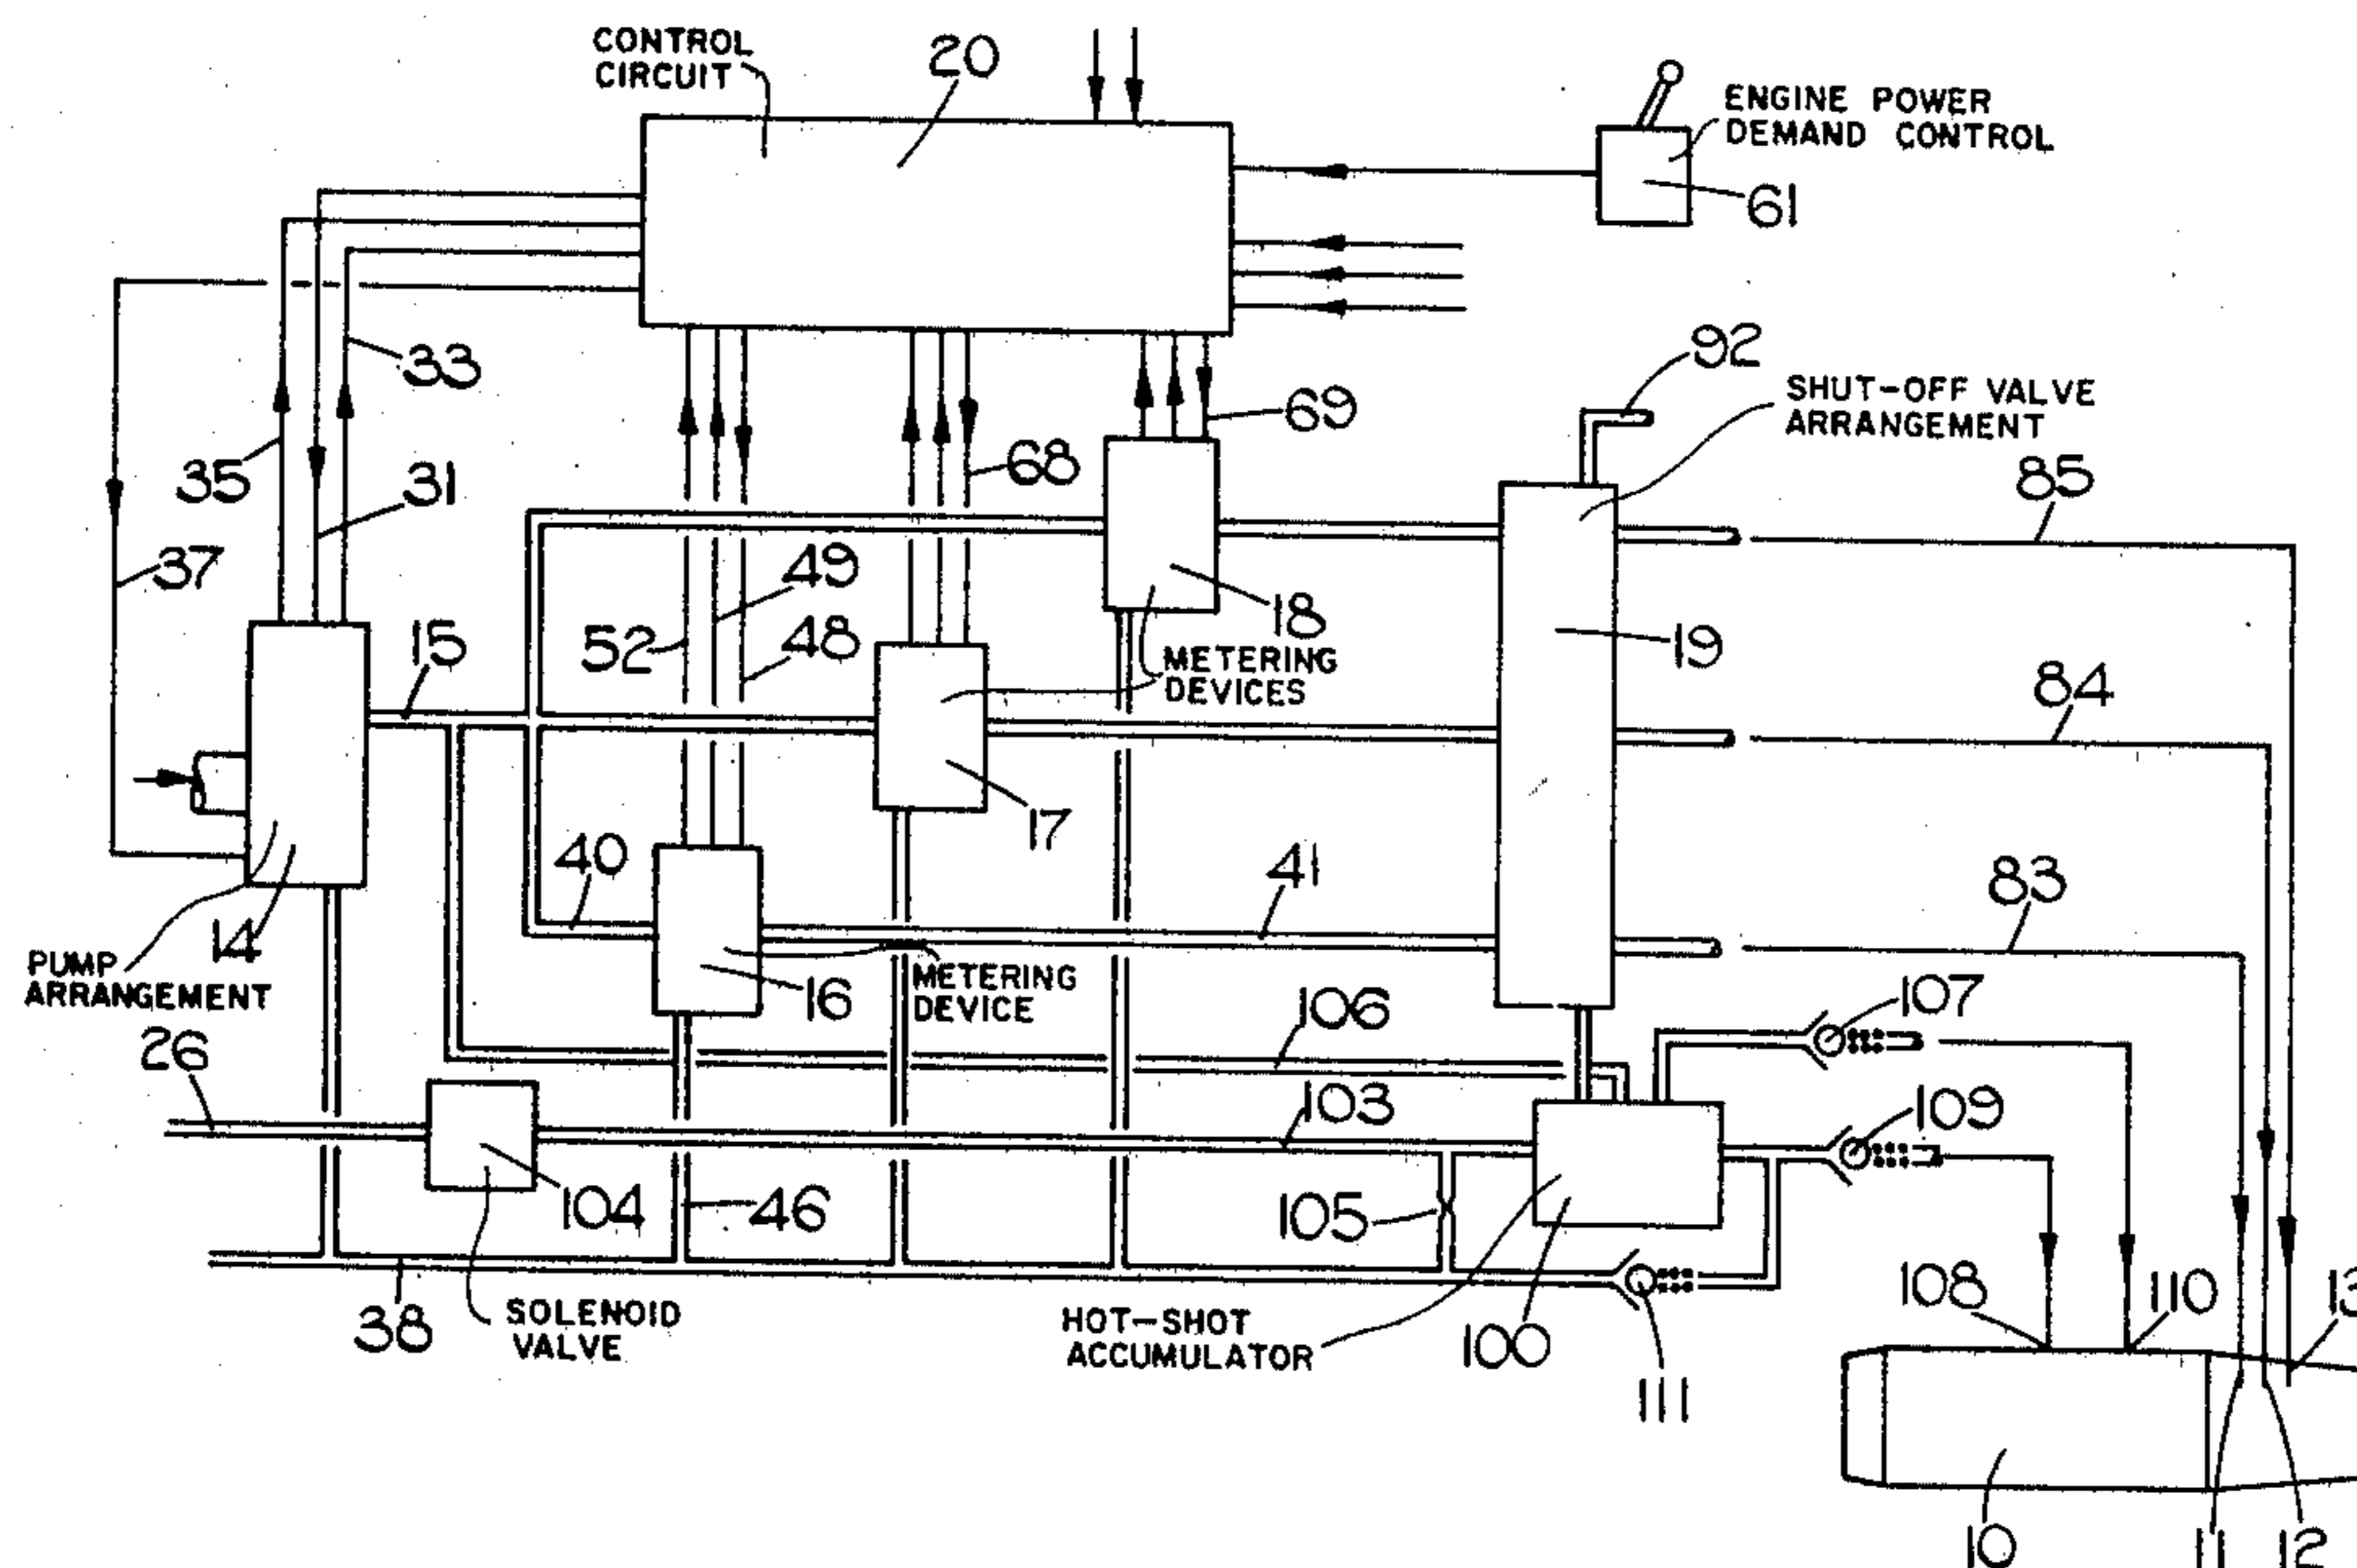 CONTROL
CIRCUIT
20
ENGINE POWER
DEMAND CONTROL
61
33
92
SHUT-OFF VALVE
ARRANGEMENT
69
35
31
68
85
37
49
18
15
52
48
METERING
DEVICES
19
84
17
40
41
83
14
PUMP
ARRANGEMENT
16
METERING
DEVICE
106
107
26
103
109
104
46
105
38
SOLENOID
VALVE
HOT-SHOT
ACCUMULATOR
100
111
108
110
13
10
11
12